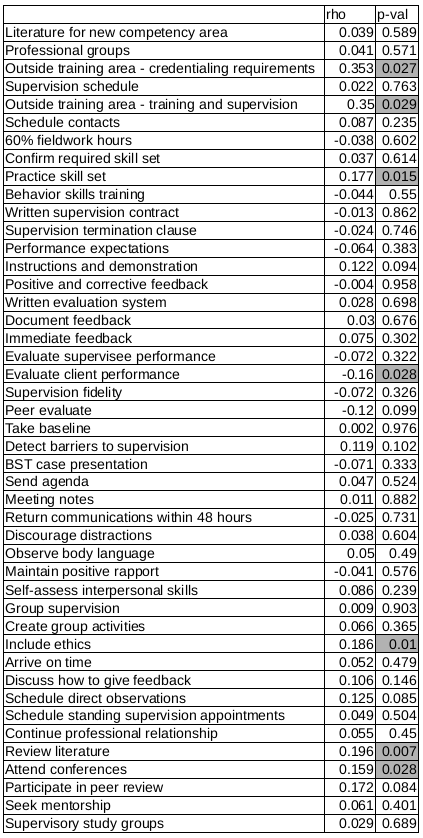 rho p-val
Literature for new competency area 0.039 0.589
Professional groups 0.041 0.571
Outside training area - credentialing requirements 0.353 0.027
Supervision schedule 0.022 0.763
Outside training area - training and supervision 0.35 0.029
Schedule contacts 0.087 0.235
60% fieldwork hours -0.038 0.602
Confirm required skill set 0.037 0.614
Practice skill set 0.177 0.015
Behavior skills training -0.044 0.55
Written supervision contract -0.013 0.862
Supervision termination clause -0.024 0.746
Performance expectations -0.064 0.383
Instructions and demonstration 0.122 0.094
Positive and corrective feedback -0.004 0.958
Written evaluation system 0.028 0.698
Document feedback 0.03 0.676
Immediate feedback 0.075 0.302
Evaluate supervisee performance -0.072 0.322
Evaluate client performance -0.16 0.028
Supervision fidelity -0.072 0.326
Peer evaluate -0.12 0.099
Take baseline 0.002 0.976
Detect barriers to supervision 0.119 0.102
BST case presentation -0.071 0.333
Send agenda 0.047 0.524
Meeting notes 0.011 0.882
Return communications within 48 hours -0.025 0.731
Discourage distractions 0.038 0.604
Observe body language 0.05 0.49
Maintain positive rapport -0.041 0.576
Self-assess interpersonal skills 0.086 0.239
Group supervision 0.009 0.903
Create group activities 0.066 0.365
Include ethics 0.186 0.01
Arrive on time 0.052 0.479
Discuss how to give feedback 0.106 0.146
Schedule direct observations 0.125 0.085
Schedule standing supervision appointments 0.049 0.504
Continue professional relationship 0.055 0.45
Review literature 0.196 0.007
Attend conferences 0.159 0.028
Participate in peer review 0.172 0.084
Seek mentorship 0.061 0.401
Supervisory study groups 0.029 0.689